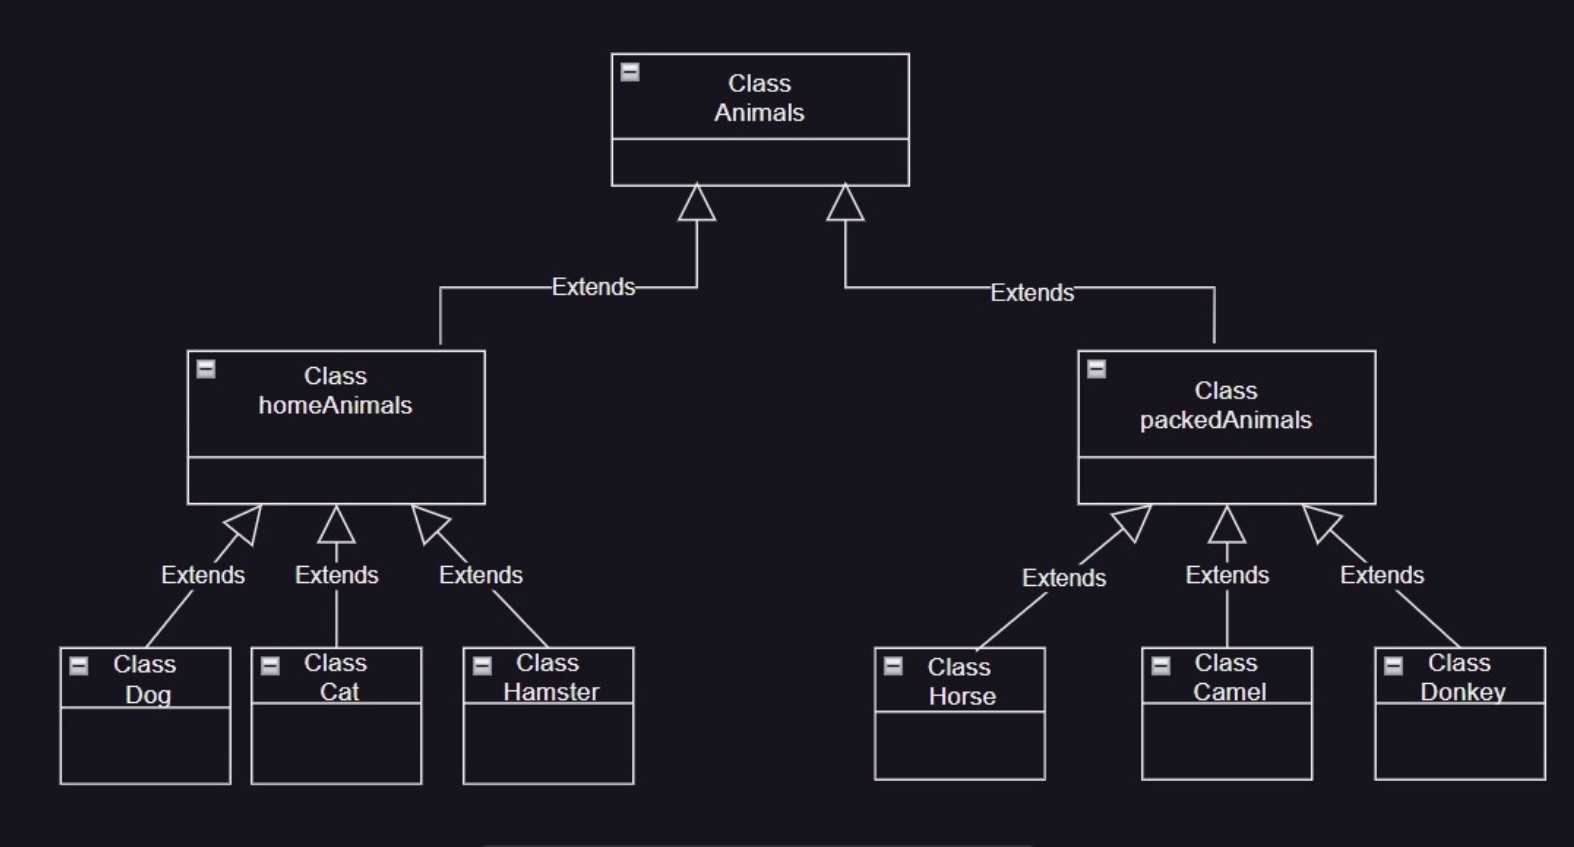 Class
Animals
Extends
Extends
Class
homeAnimals
Class
packedAnimals
Extends
Extends
Extends
Extends
Extends
Extends
Class
Dog
Class
Cat
Class
Hamster
Class
Horse
Class
Camel
Class
Donkey